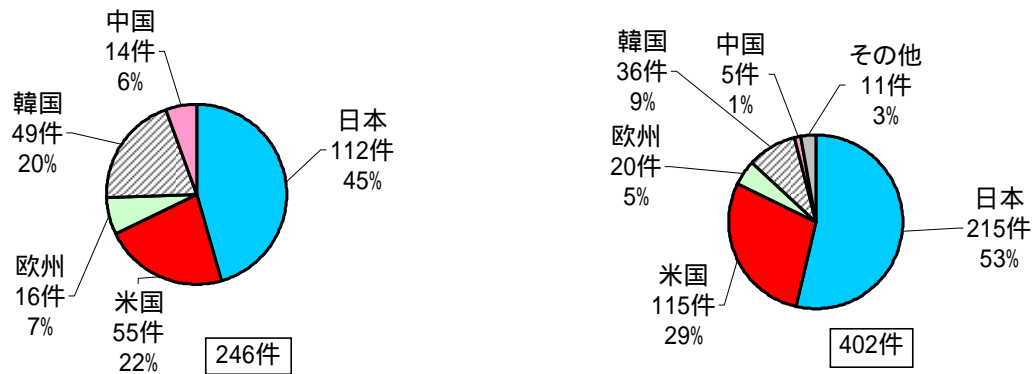 中国
14件
6%
韓国
49件
20%
日本
112件
45%
欧州
16件
7%
米国
55件
22%
246件
韓国
36件
9%
中国
5件
1%
その他
11件
3%
欧州
20件
5%
日本
215件
53%
米国
115件
29%
402件